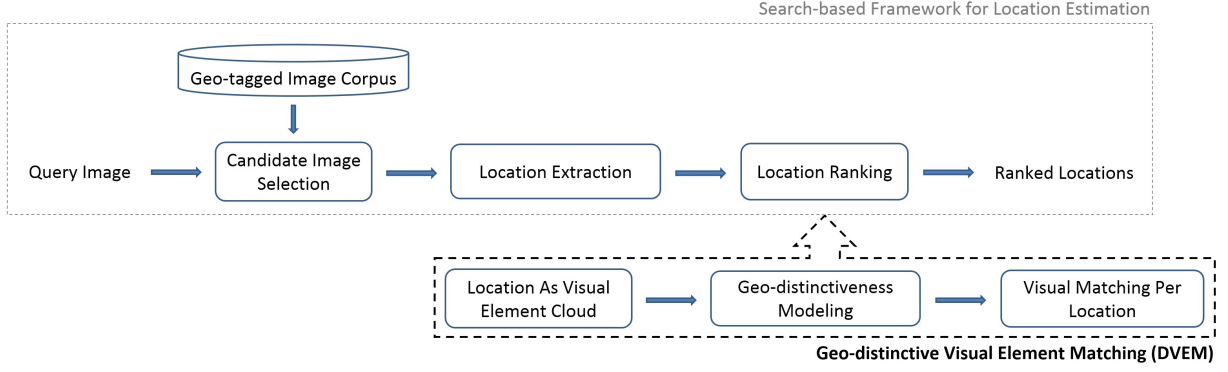 Search-based Framework for Location Estimation
Geo-tagged Image Corpus
Query Image
Candidate Image
Selection
Location Extraction
Location Ranking
Ranked Locations
Location As Visual
Element Cloud
Geo-distinctiveness
Modeling
Visual Matching Per
Location
Geo-distinctive Visual Element Matching (DVEM)